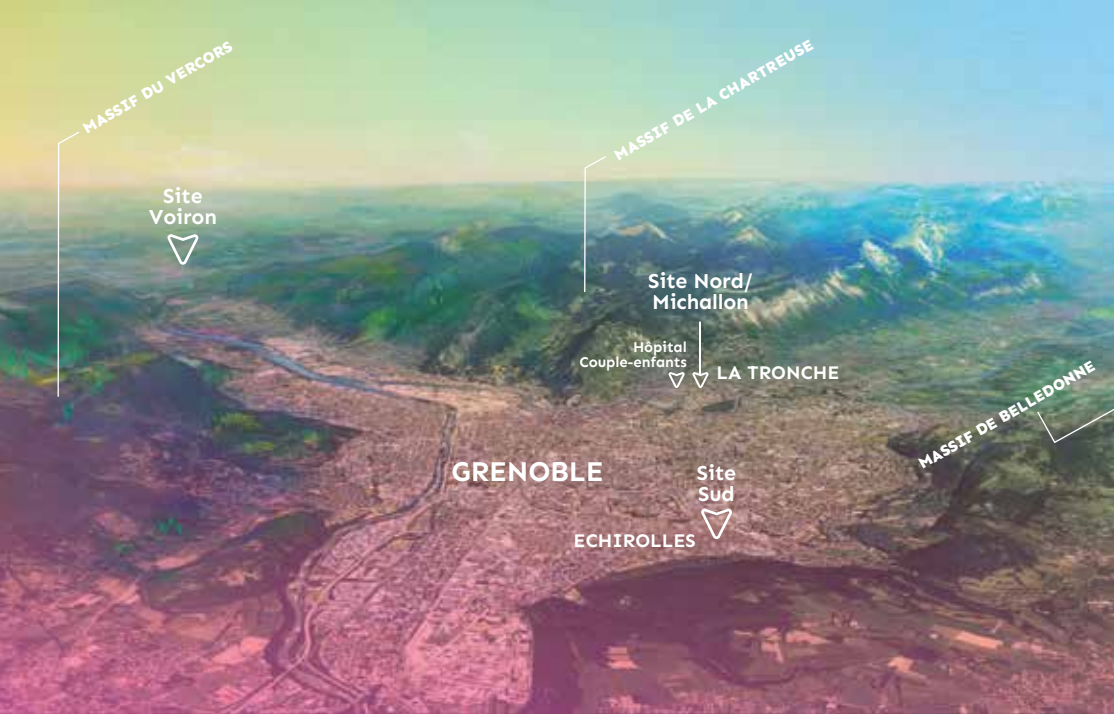 MASSIF DU VERCORS
MASSIF DE LA CHARTREUSE
Site
Voiron
Site Nord/
Michallon
Hôpital
Couple-enfants
LA TRONCHE
MASSIF DE BELLEDONNE
GRENOBLE
Site
Sud
ECHIROLLES